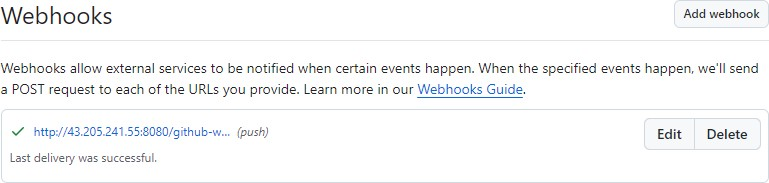 Webhooks
Add webhook
Webhooks allow external services to be notified when certain events happen. When the specified events happen, we'll send
a POST request to each of the URLs you provide. Learn more in our Webhooks Guide.
http://43.205.241.55:8080/github-w... (push)
Edit
Delete
Last delivery was successful.